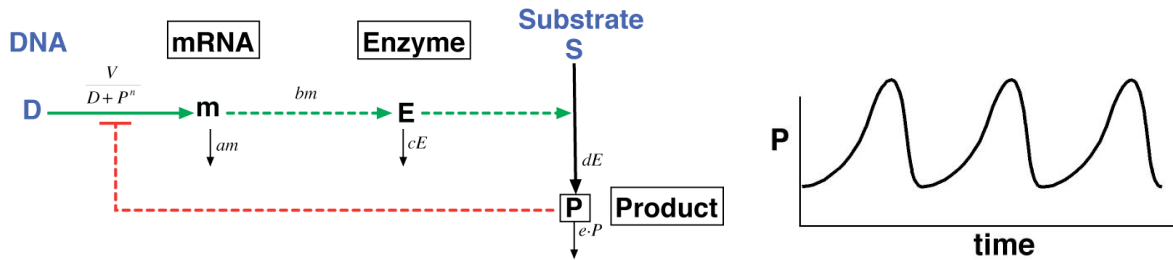 DNA
mRNA
Enzyme
Substrate
S
V
D + P^n
D
m
bm
E
am
cE
dE
P
Product
e·P
P
time